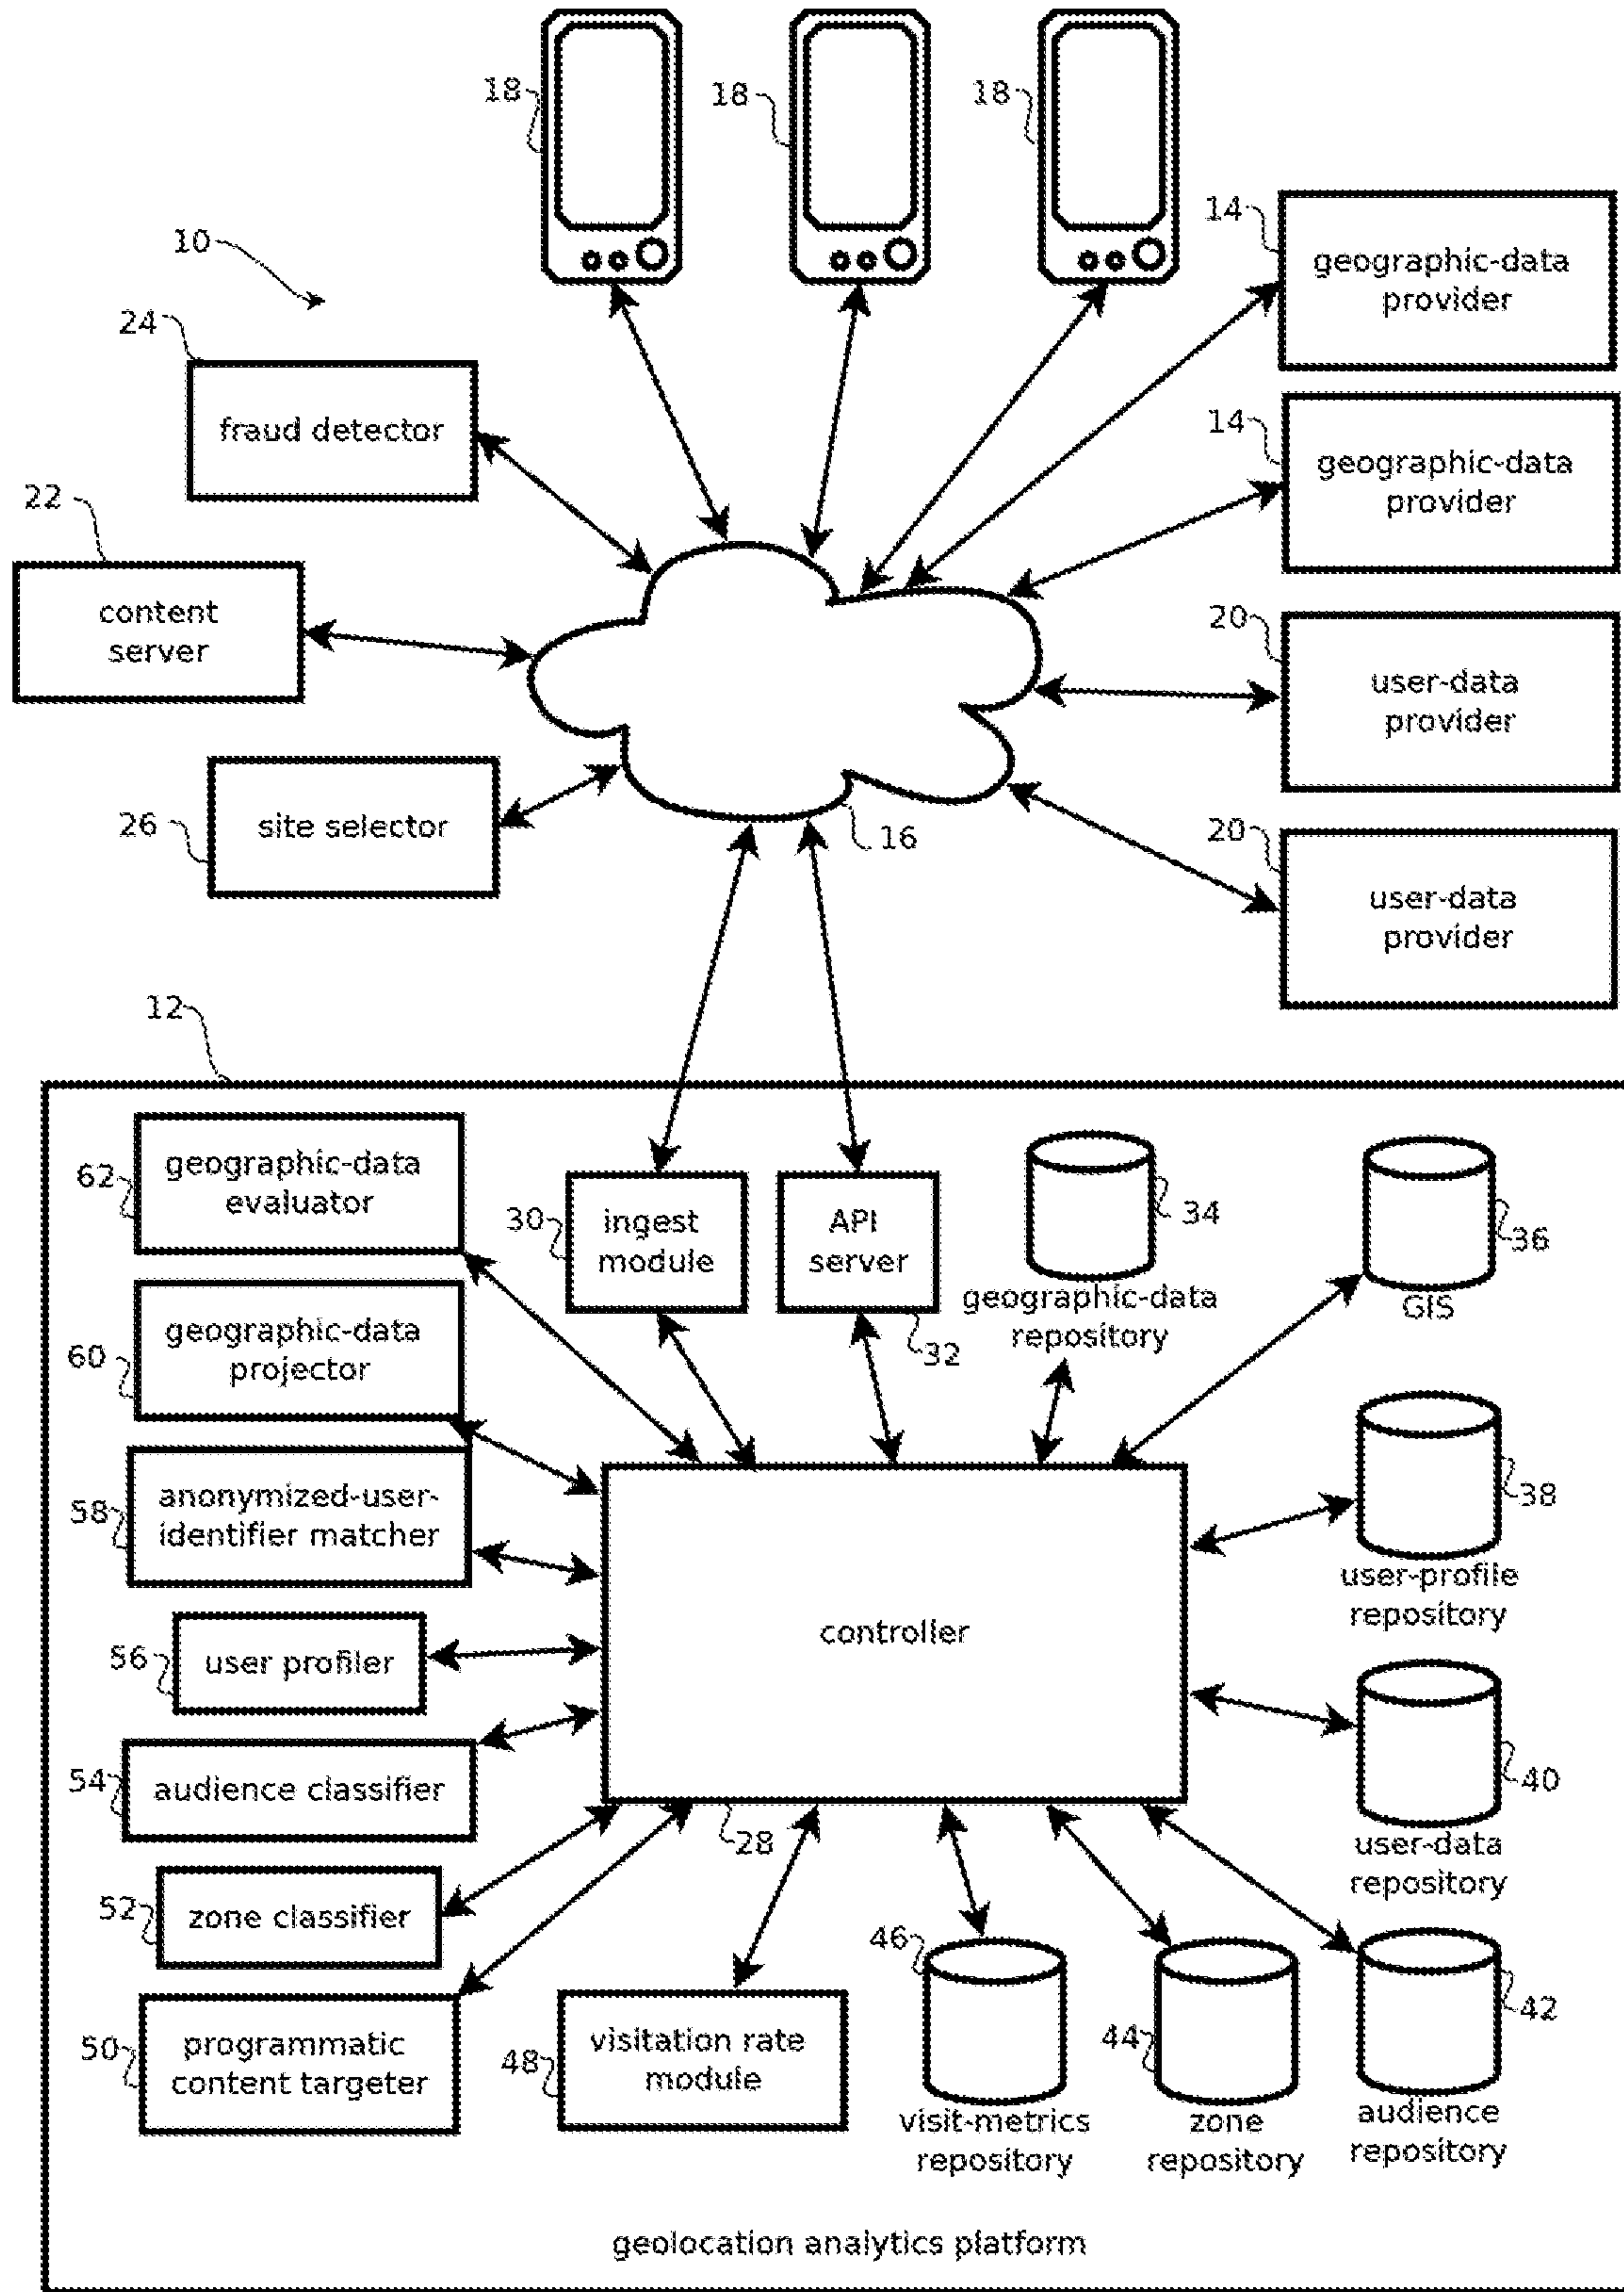 18
18
18
10
14
geographic-data
provider
24
fraud detector
14
geographic-data
provider
22
content
server
20
user-data
provider
26
site selector
16
20
user-data
provider
12
62
geographic-data
evaluator
30
ingest
module
API
server
32
34
geographic-data
repository
36
GIS
60
geographic-data
projector
58
anonymized-user-
identifier matcher
38
user-profile
repository
controller
28
56
user profiler
54
audience classifier
40
user-data
repository
52
zone classifier
50
programmatic
content targeter
48
visitation rate
module
46
visit-metrics
repository
44
zone
repository
42
audience
repository
geolocation analytics platform